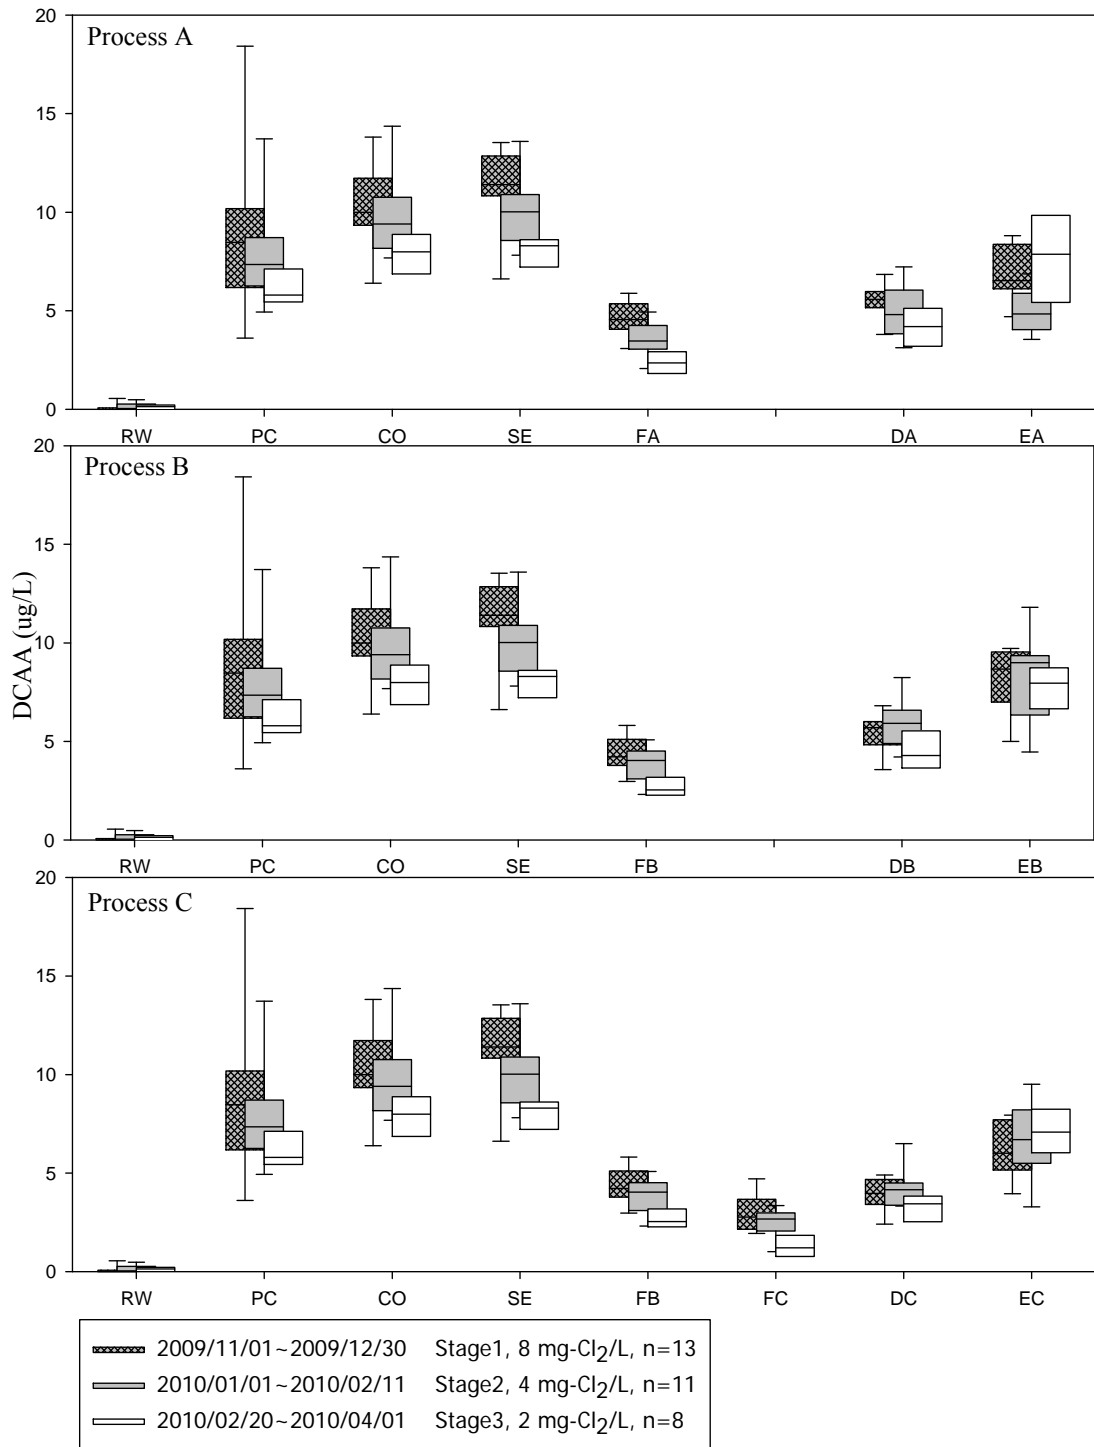 20
Process A
15
10
5
0
RW PC CO SE FA DA EA
20
Process B
15
10
5
0
RW PC CO SE FB DB EB
DCAA (ug/L)
20
Process C
15
10
5
0
RW PC CO SE FB FC DC EC
2009/11/01~2009/12/30 Stage1, 8 mg-Cl₂/L, n=13
2010/01/01~2010/02/11 Stage2, 4 mg-Cl₂/L, n=11
2010/02/20~2010/04/01 Stage3, 2 mg-Cl₂/L, n=8